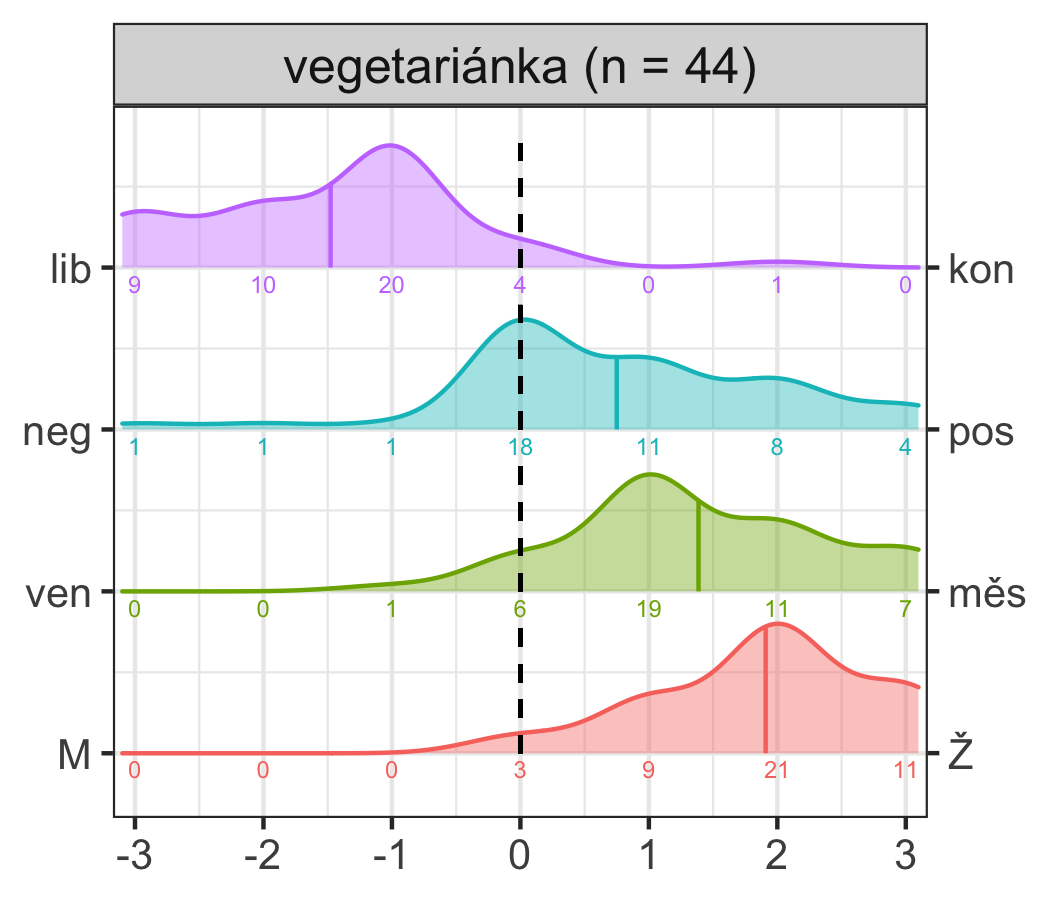 vegetariánka (n = 44)
lib kon
9 10 20 4 0 1 0
neg pos
1 1 1 18 11 8 4
ven měs
0 0 1 6 19 11 7
M Ž
0 0 0 3 9 21 11
-3 -2 -1 0 1 2 3